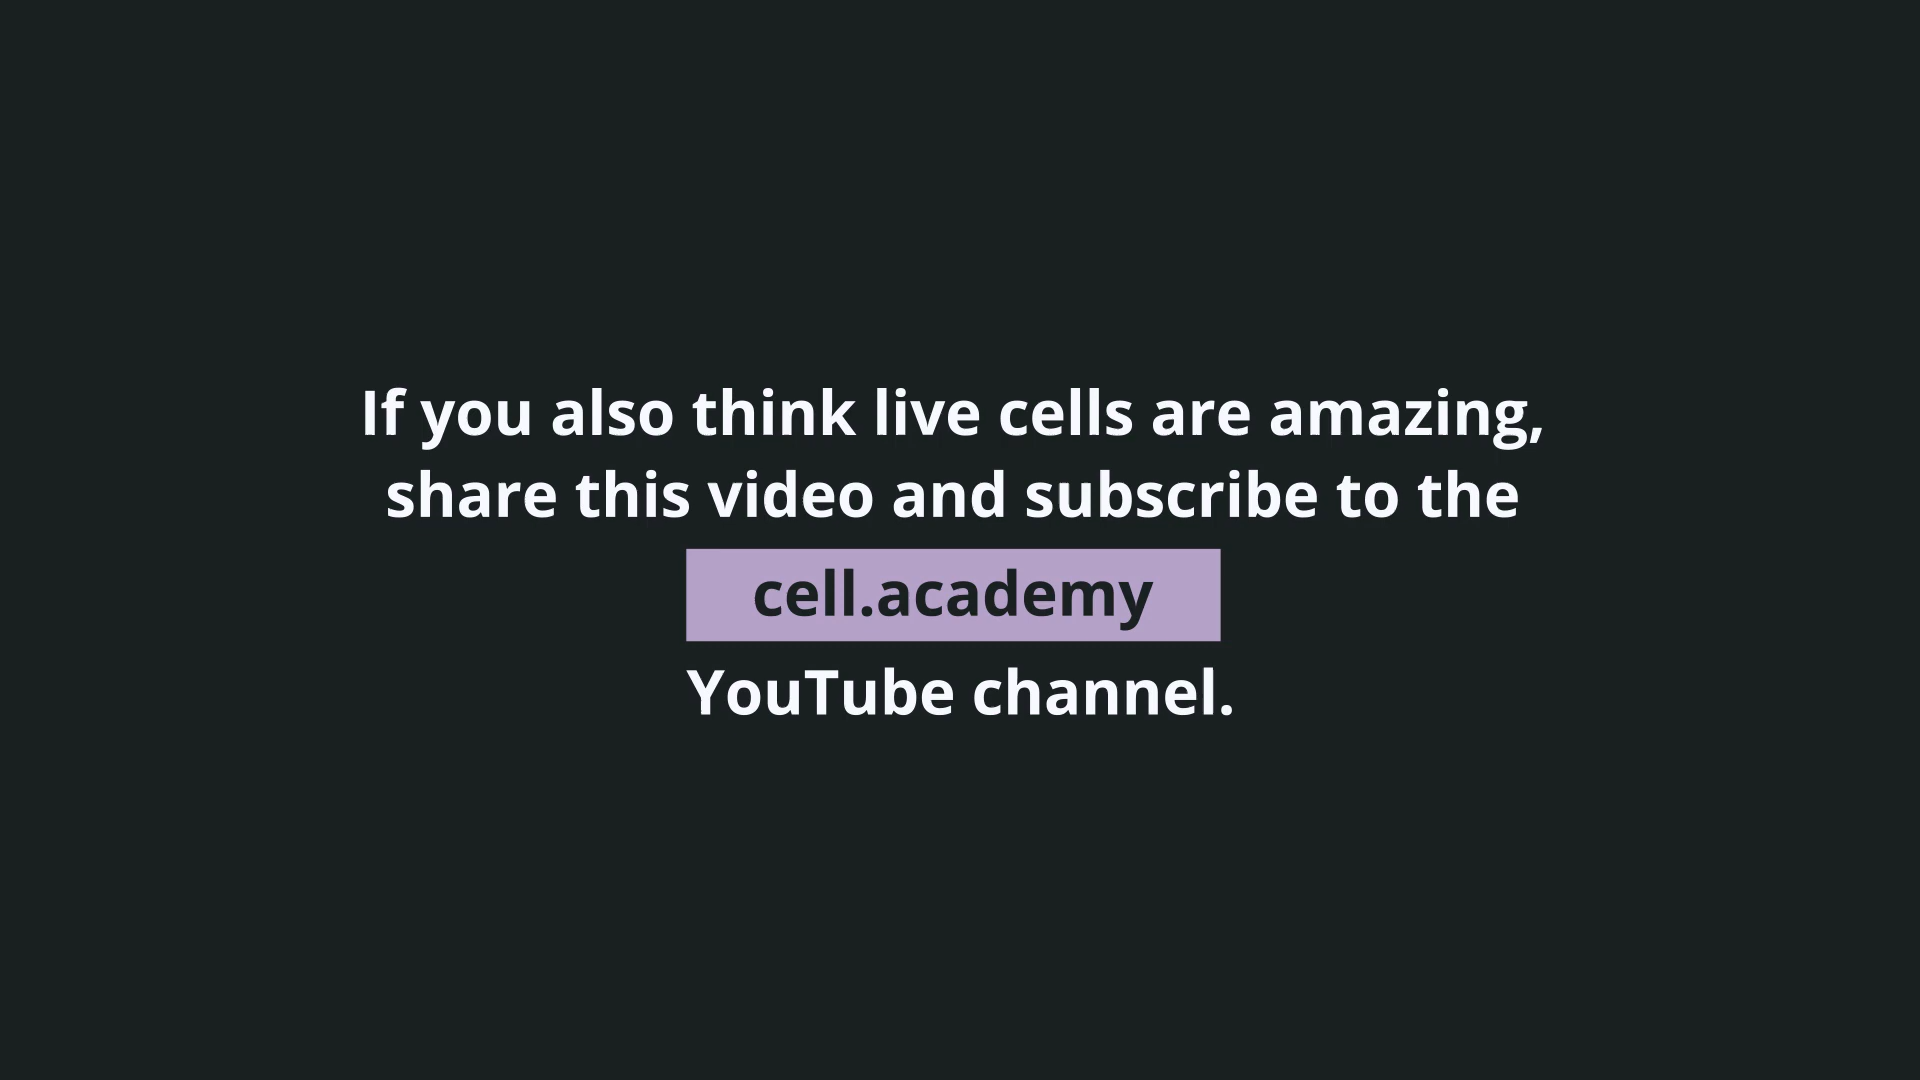 If you also think live cells are amazing,
share this video and subscribe to the
cell.academy
YouTube channel.